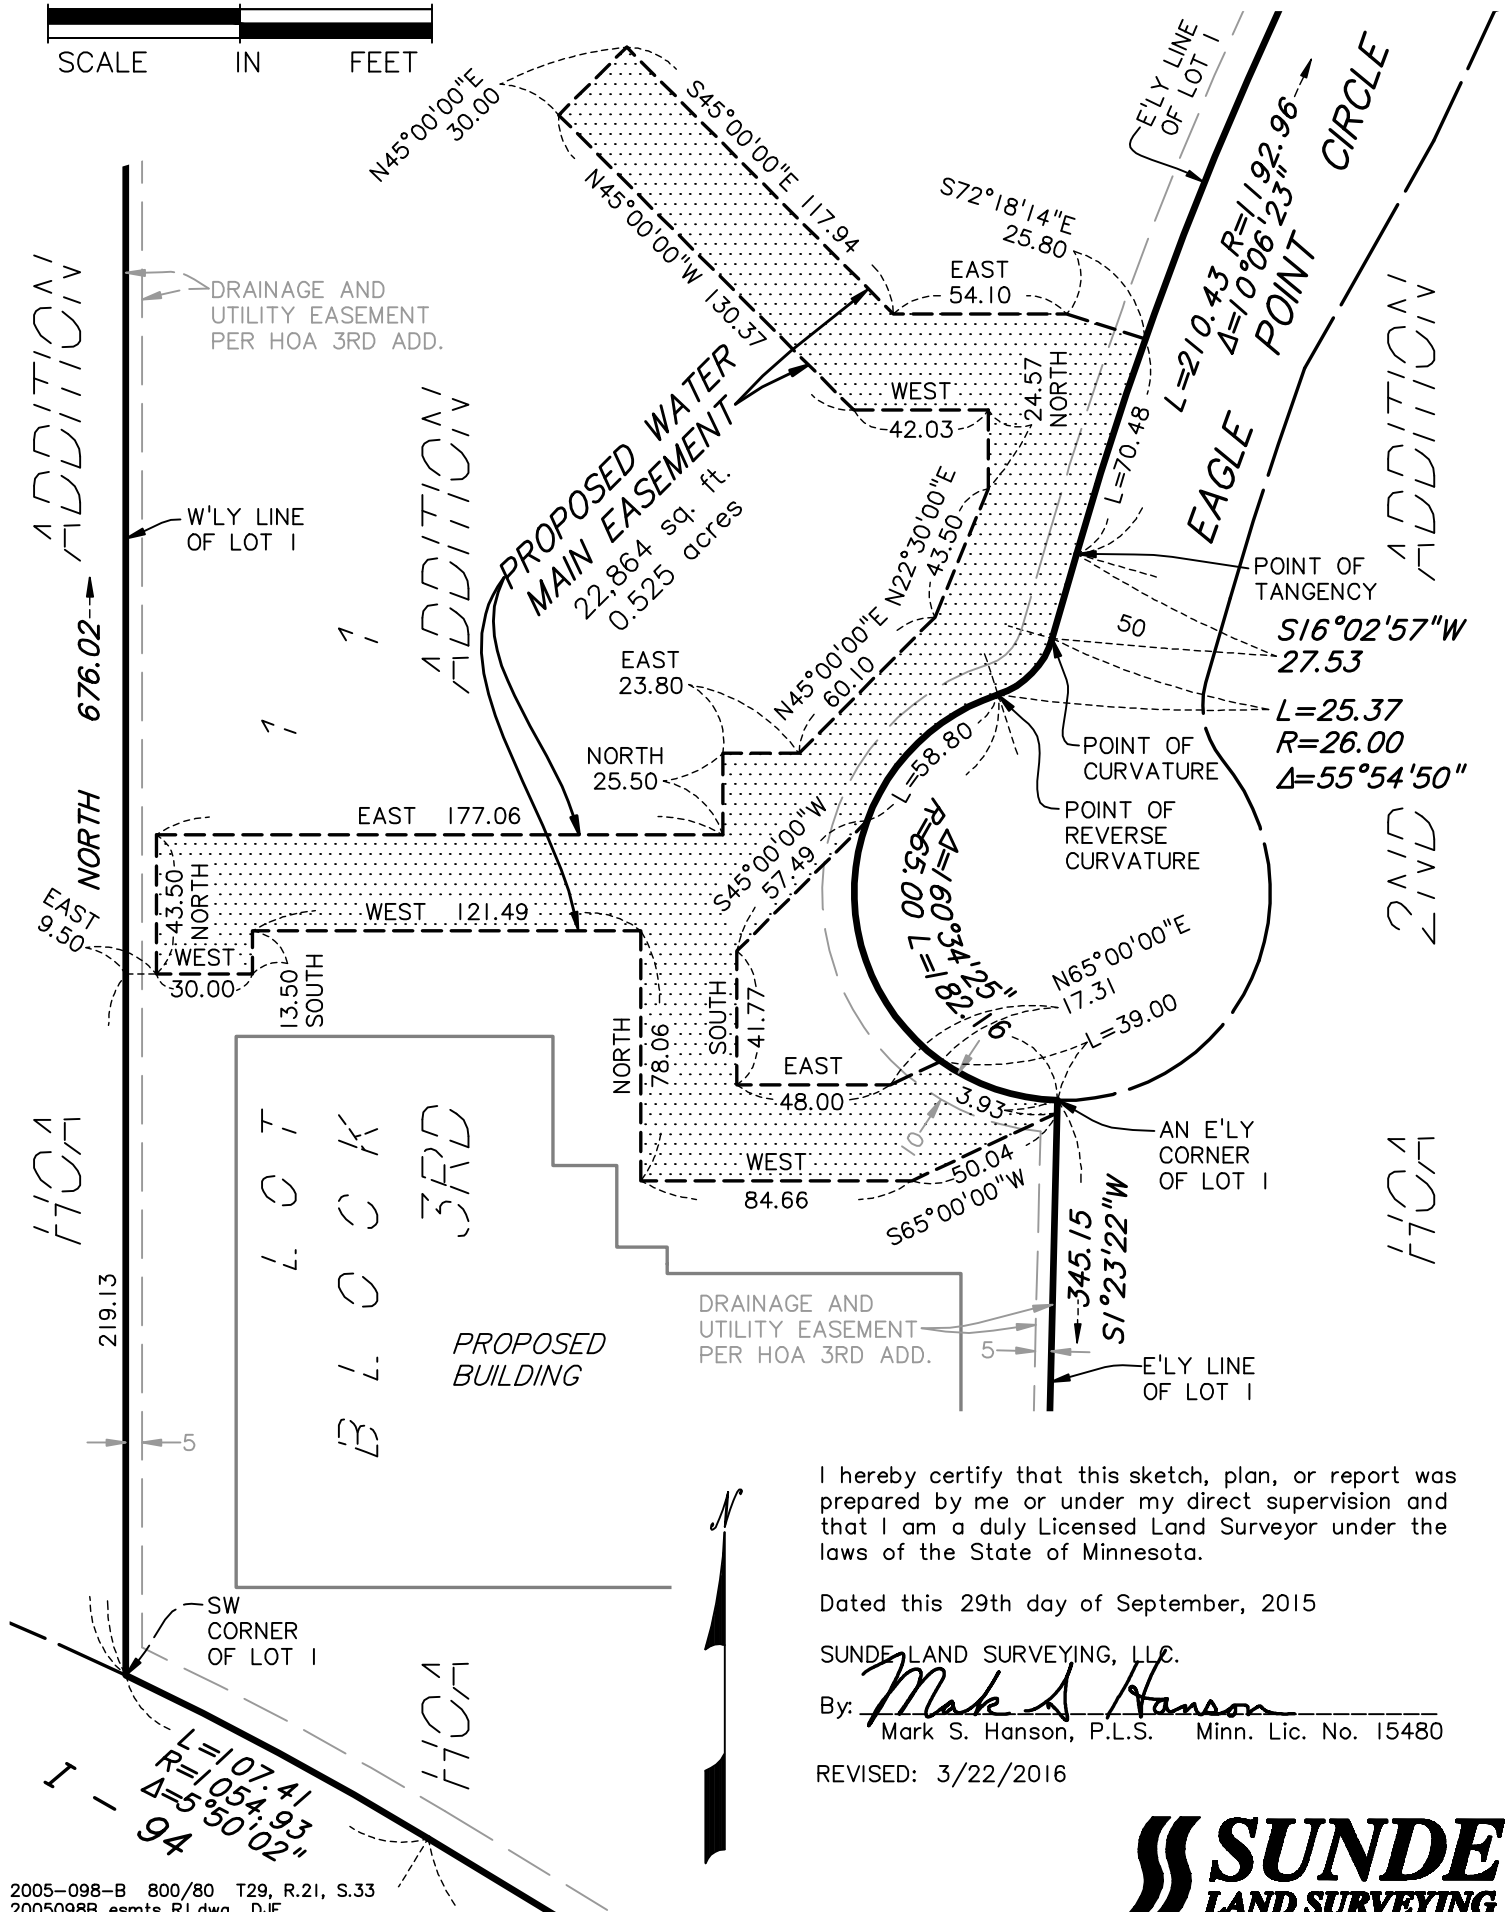 SCALE IN FEET
N45°00'00"E
30.00
S45°00'00"E 117.94
N45°00'00"W 130.37
S72°18'14"E
25.80
EAST
54.10
E'LY LINE
OF LOT 1
L=210.43 R=1192.96
Δ=10°06'23"
EAGLE POINT CIRCLE
DRAINAGE AND
UTILITY EASEMENT
PER HOA 3RD ADD.
WEST
42.03
24.57
NORTH
L=70.48
PROPOSED WATER
MAIN EASEMENT
22,864 sq. ft.
0.525 acres
W'LY LINE
OF LOT 1
NORTH 676.02
N22°30'00"E
43.50
POINT OF
TANGENCY
50
S16°02'57"W
27.53
L=25.37
R=26.00
Δ=55°54'50"
N45°00'00"E
60.10
EAST
23.80
NORTH
25.50
POINT OF
CURVATURE
POINT OF
REVERSE
CURVATURE
L=58.80
EAST 177.06
S45°00'00"W
57.49
Δ=160°34'25"
R=65.00 L=182.16
EAST
9.50
43.50
NORTH
WEST 121.49
WEST
30.00
13.50
SOUTH
NORTH
78.06
SOUTH
41.77
N65°00'00"E
17.31
L=39.00
EAST
48.00
3.93
10
WEST
84.66
50.04
S65°00'00"W
AN E'LY
CORNER
OF LOT 1
HOA ADDITION
1 1
LOT
BLOCK
HOA 3RD ADDITION
HOA 2ND ADDITION
219.13
345.15
S1°23'22"W
DRAINAGE AND
UTILITY EASEMENT
PER HOA 3RD ADD.
5
E'LY LINE
OF LOT 1
PROPOSED
BUILDING
5
SW
CORNER
OF LOT 1
L=107.41
R=1054.93
Δ=5°50'02"
I - 94
N
I hereby certify that this sketch, plan, or report was
prepared by me or under my direct supervision and
that I am a duly Licensed Land Surveyor under the
laws of the State of Minnesota.
Dated this 29th day of September, 2015
SUNDE LAND SURVEYING, LLC.
By: Mark S Hanson
Mark S. Hanson, P.L.S. Minn. Lic. No. 15480
REVISED: 3/22/2016
SUNDE
LAND SURVEYING
2005-098-B 800/80 T29, R.21, S.33
2005098B esmts R1.dwg DJF